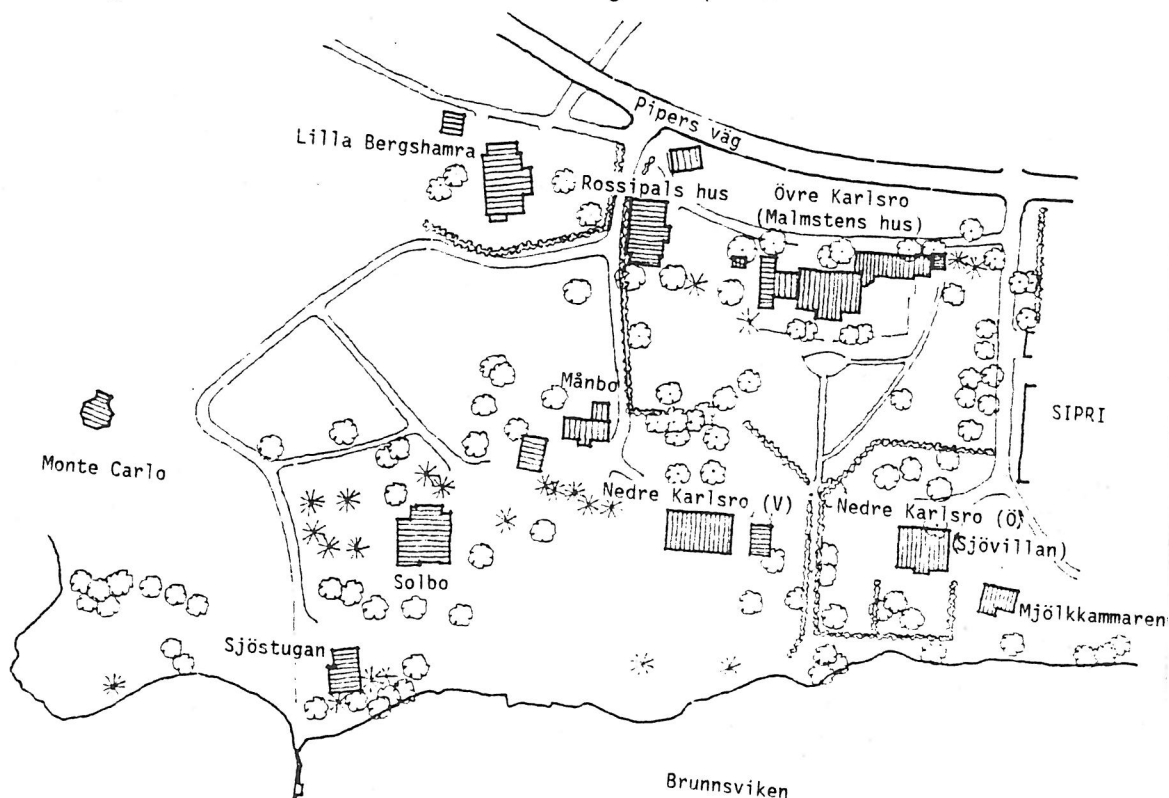 Pipers väg
Lilla Bergshamra
Rossipals hus
Övre Karlsro
(Malmstens hus)
Månbo
SIPRI
Monte Carlo
Nedre Karlsro (V)
Nedre Karlsro (Ö)
(Sjövillan)
Solbo
Mjölkkammaren
Sjöstugan
Brunnsviken